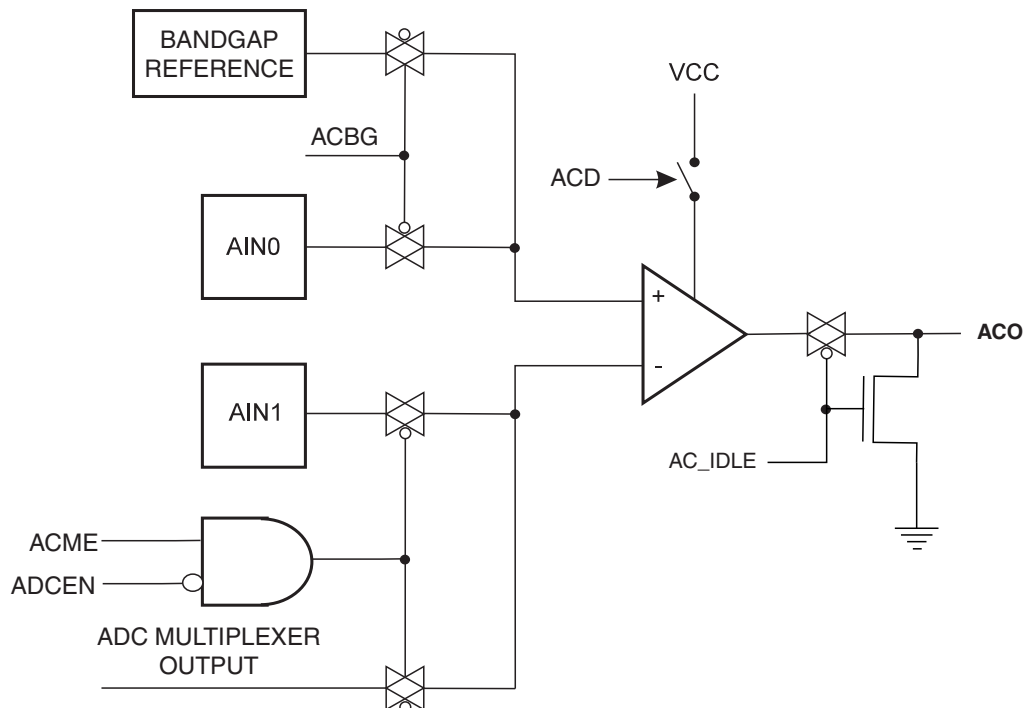 BANDGAP
REFERENCE
VCC
ACBG
ACD
AIN0
+
ACO
-
AIN1
AC_IDLE
ACME
ADCEN
ADC MULTIPLEXER
OUTPUT